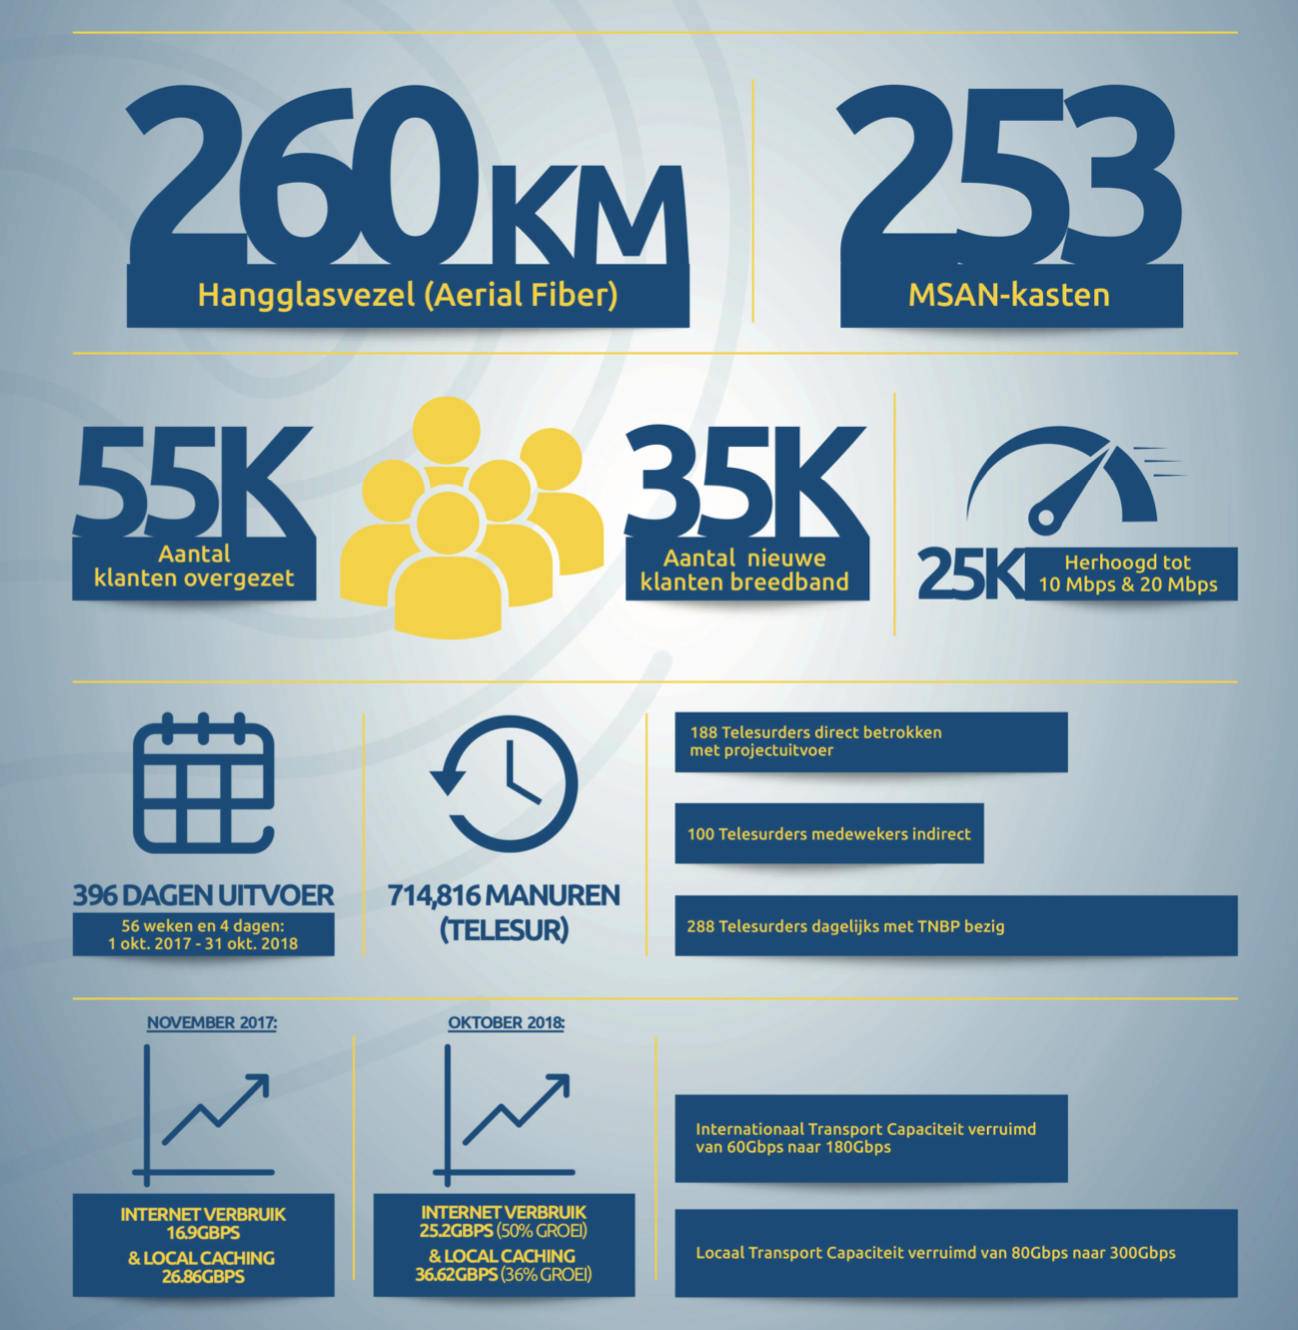 260 KM
Hangglasvezel (Aerial Fiber)
253
MSAN-kasten
55K
Aantal
klanten overgezet
35K
Aantal nieuwe
klanten breedband
25K
Herhoogd tot
10 Mbps & 20 Mbps
396 DAGEN UITVOER
56 weken en 4 dagen:
1 okt. 2017 - 31 okt. 2018
714,816 MANUREN
(TELESUR)
188 Telesurders direct betrokken
met projectuitvoer
100 Telesurders medewekers indirect
288 Telesurders dagelijks met TNBP bezig
NOVEMBER 2017:
INTERNET VERBRUIK
16.9GBPS
& LOCAL CACHING
26.86GBPS
OKTOBER 2018:
INTERNET VERBRUIK
25.2GBPS (50% GROEI)
& LOCAL CACHING
36.62GBPS (36% GROEI)
Internationaal Transport Capaciteit verruimd
van 60Gbps naar 180Gbps
Locaal Transport Capaciteit verruimd van 80Gbps naar 300Gbps